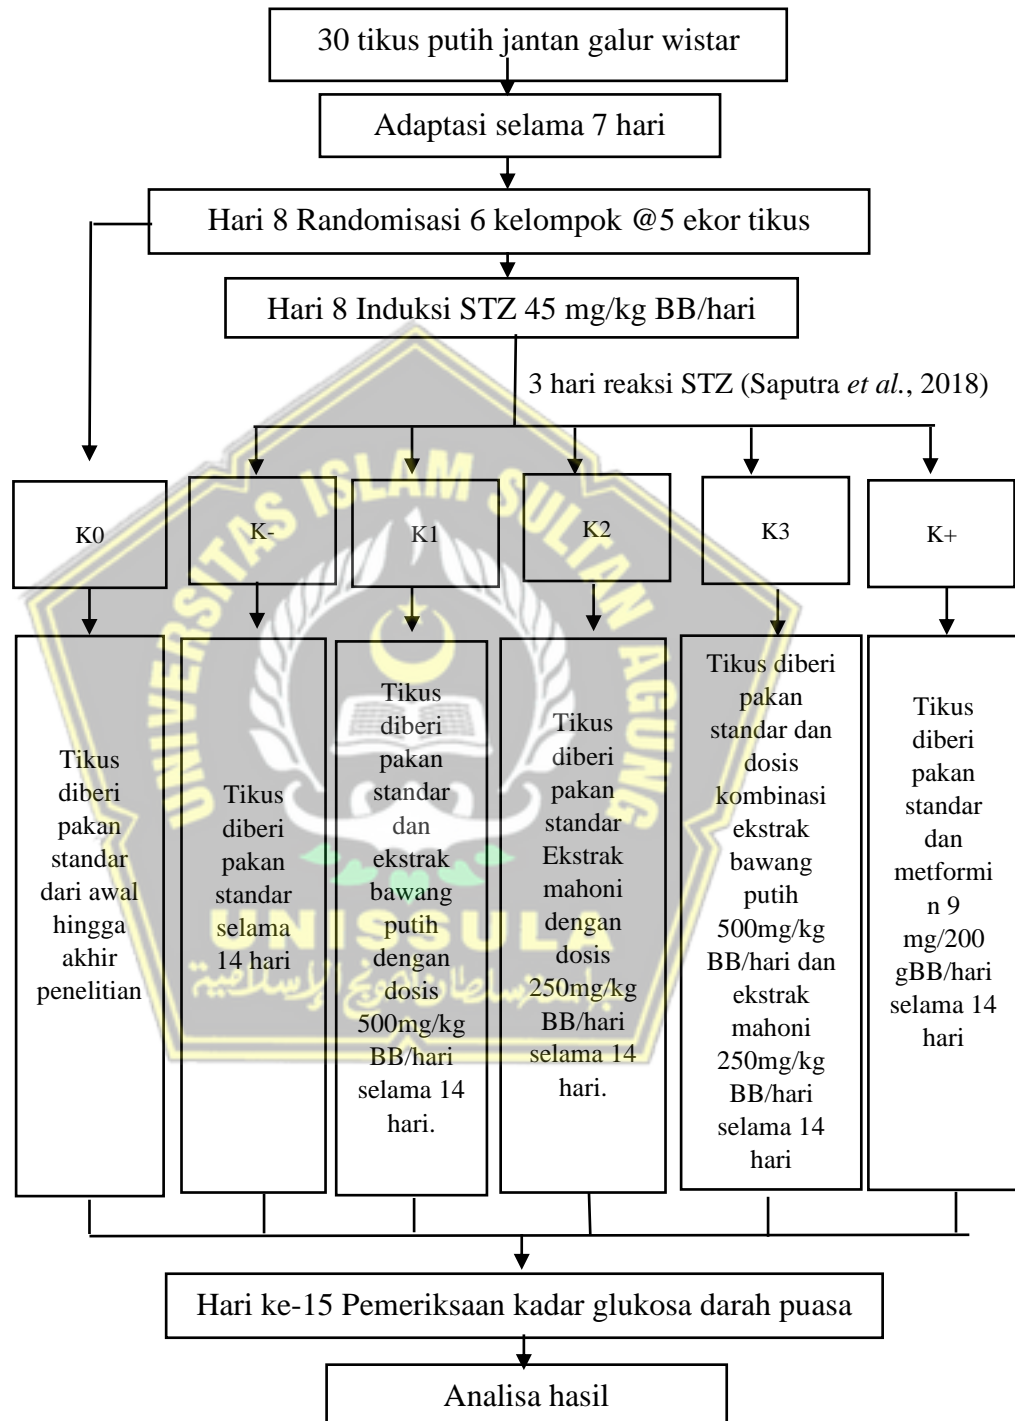 30 tikus putih jantan galur wistar
Adaptasi selama 7 hari
Hari 8 Randomisasi 6 kelompok @5 ekor tikus
Hari 8 Induksi STZ 45 mg/kg BB/hari
3 hari reaksi STZ (Saputra et al., 2018)
UNIVERSITAS ISLAM SULTAN AGUNG
K0
K-
K1
K2
K3
K+
Tikus
diberi
pakan
standar
dari awal
hingga
akhir
penelitian
Tikus
diberi
pakan
standar
selama
14 hari
Tikus
diberi
pakan
standar
dan
ekstrak
bawang
putih
dengan
dosis
500mg/kg
BB/hari
selama 14
hari.
Tikus
diberi
pakan
standar
Ekstrak
mahoni
dengan
dosis
250mg/kg
BB/hari
selama 14
hari.
Tikus diberi
pakan
standar dan
dosis
kombinasi
ekstrak
bawang
putih
500mg/kg
BB/hari dan
ekstrak
mahoni
250mg/kg
BB/hari
selama 14
hari
Tikus
diberi
pakan
standar
dan
metformi
n 9
mg/200
gBB/hari
selama 14
hari
UNISSULA
Hari ke-15 Pemeriksaan kadar glukosa darah puasa
Analisa hasil